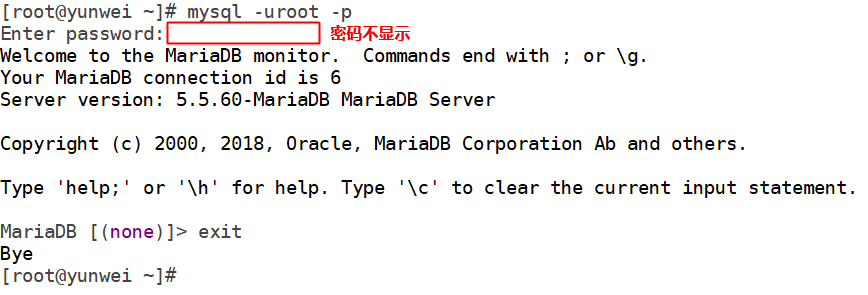 [root@yunwei ~]# mysql -uroot -p
Enter password: 密码不显示
Welcome to the MariaDB monitor.  Commands end with ; or \g.
Your MariaDB connection id is 6
Server version: 5.5.60-MariaDB MariaDB Server

Copyright (c) 2000, 2018, Oracle, MariaDB Corporation Ab and others.

Type 'help;' or '\h' for help. Type '\c' to clear the current input statement.

MariaDB [(none)]> exit
Bye
[root@yunwei ~]#